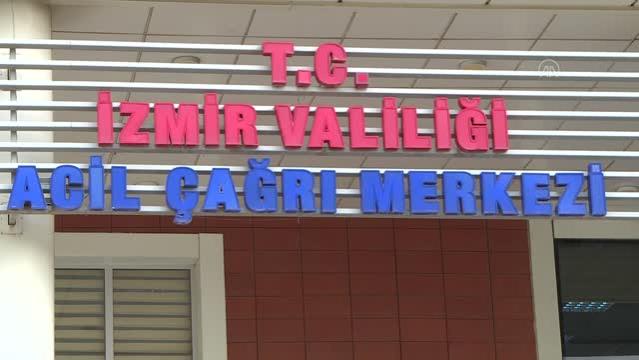 T.C.
İZMİR VALİLİĞİ
ACİL ÇAĞRI MERKEZİ